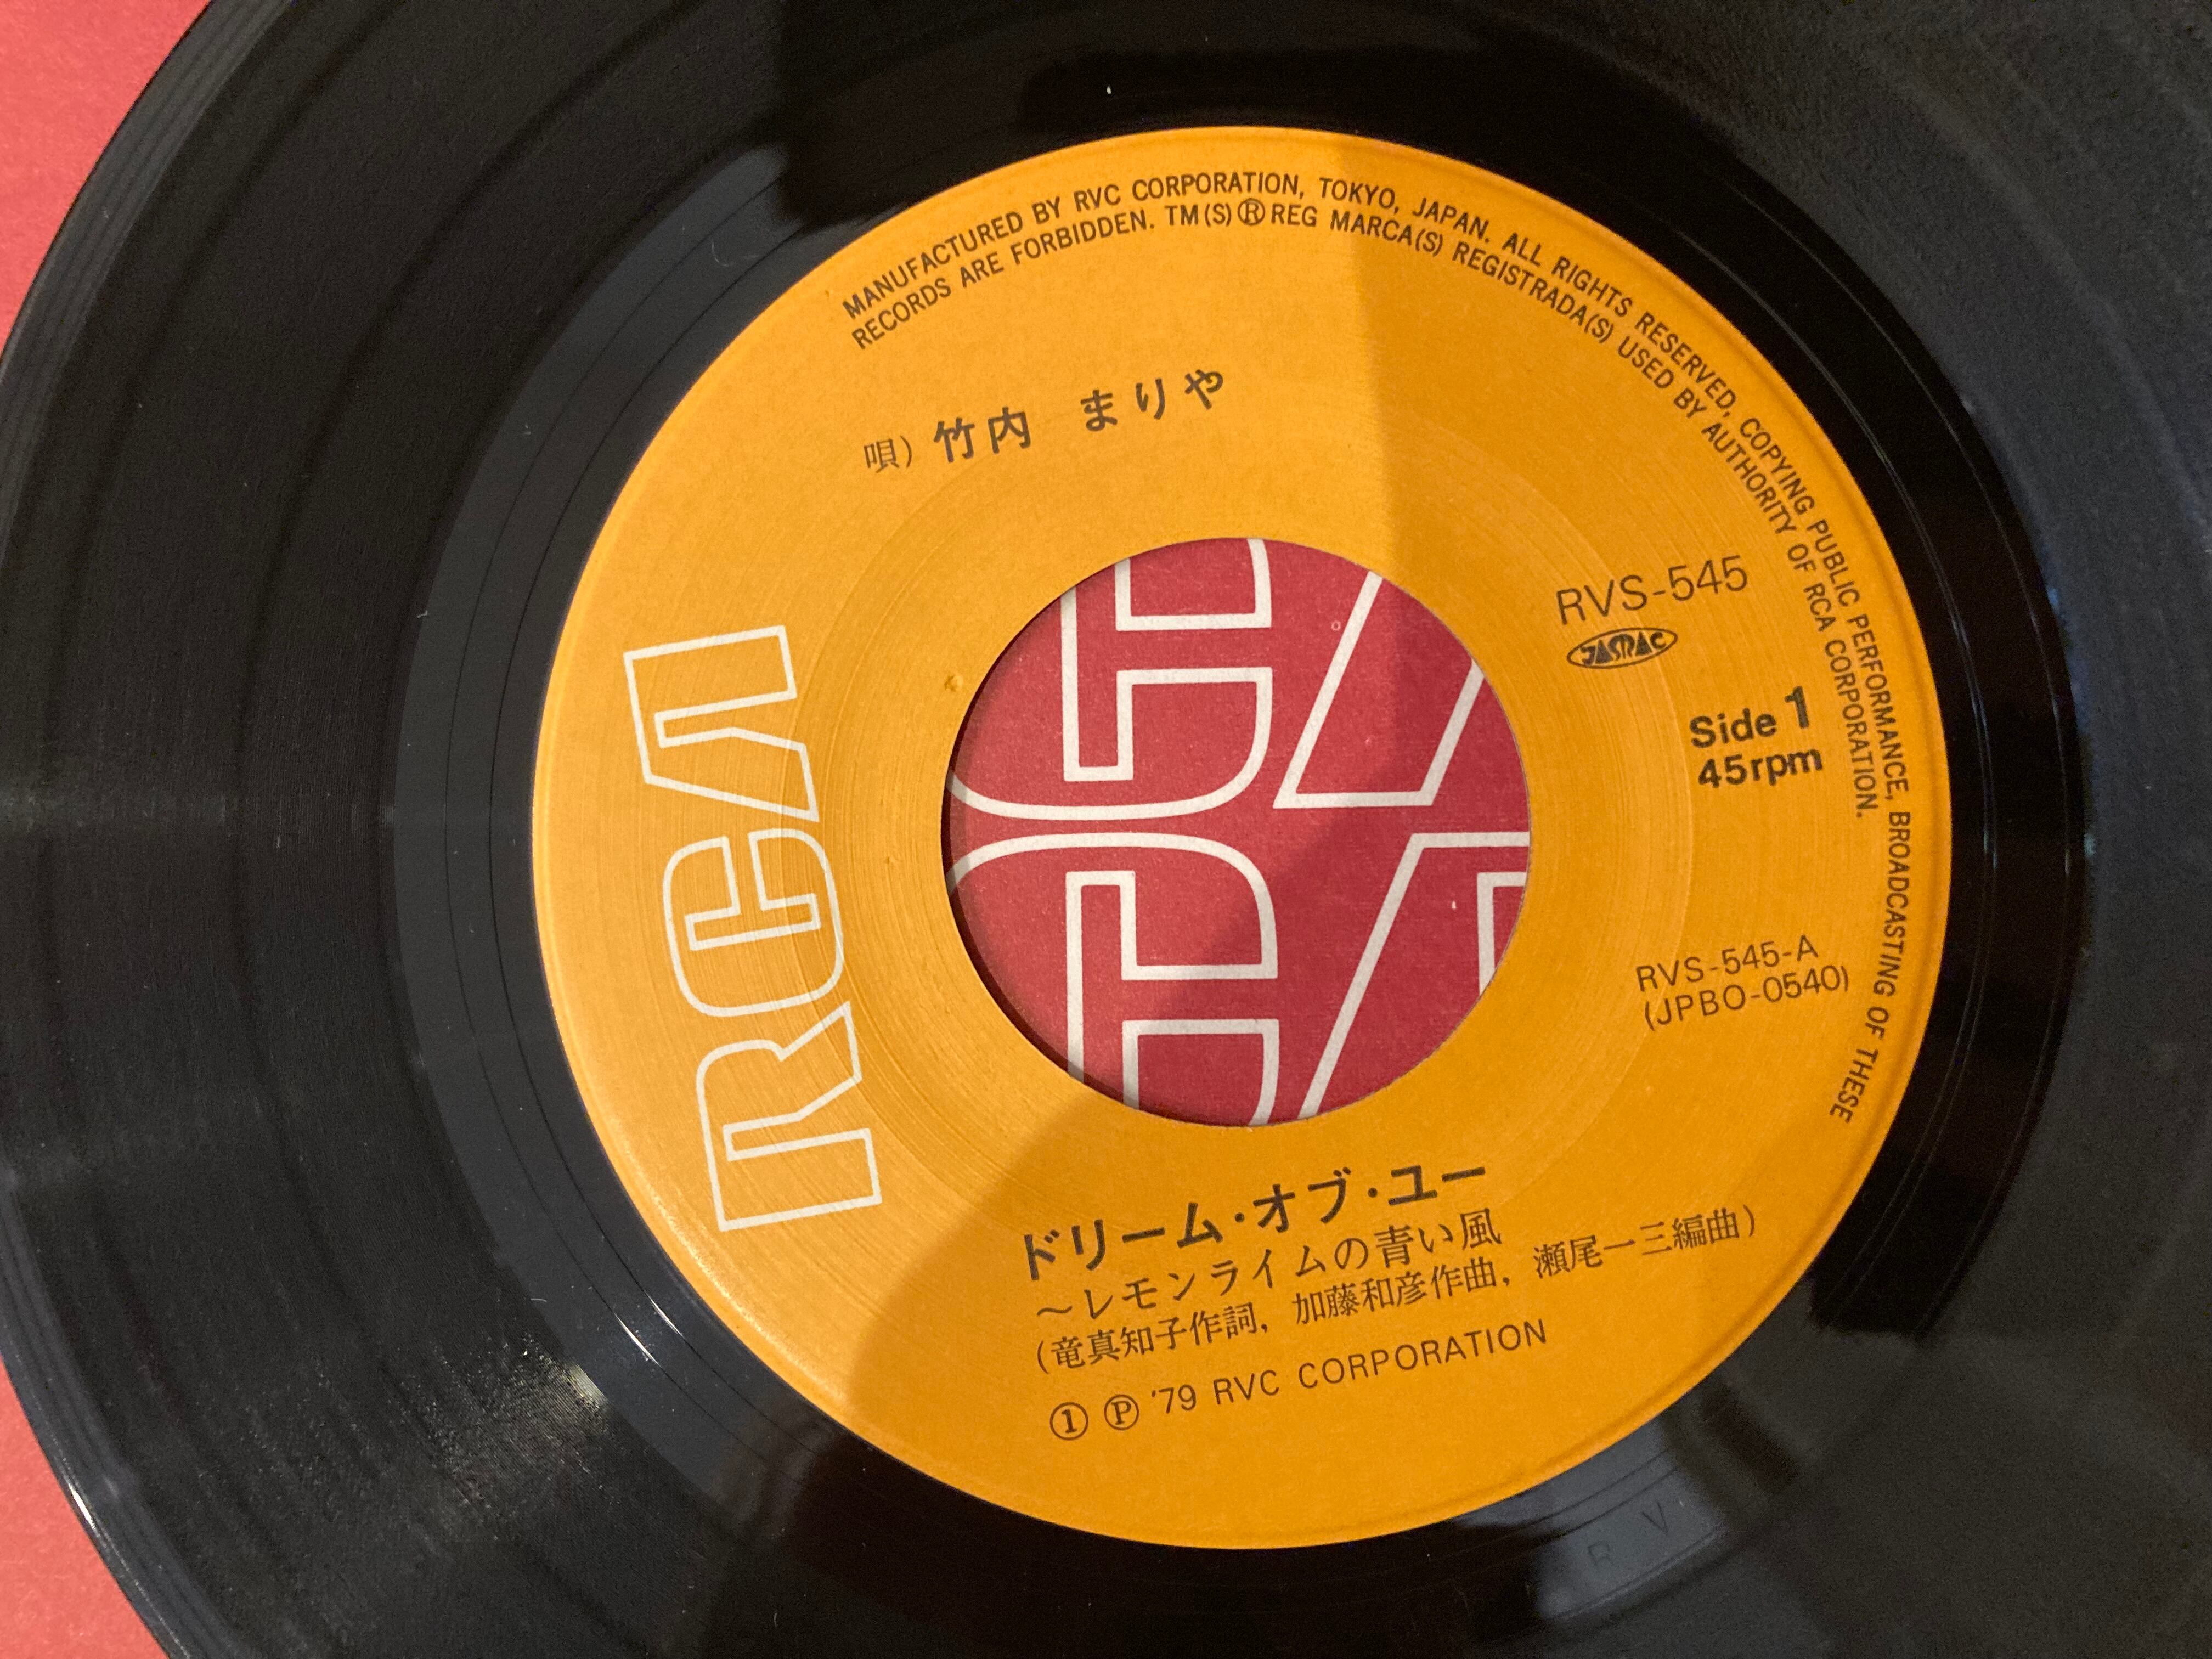 MANUFACTURED BY RVC CORPORATION, TOKYO, JAPAN. ALL RIGHTS RESERVED, COPYING PUBLIC PERFORMANCE, BROADCASTING OF THESE
RECORDS ARE FORBIDDEN. TM(S)®REG MARCA(S) REGISTRADA(S) USED BY AUTHORITY OF RCA CORPORATION.
唄) 竹内 まりや
RCA
RVS-545
JASRAC
Side 1
45rpm
RVS-545-A
(JPBO-0540)
ドリーム・オブ・ユー
〜レモンライムの青い風
(竜真知子作詞, 加藤和彦作曲, 瀬尾一三編曲)
① Ⓟ '79 RVC CORPORATION
R V